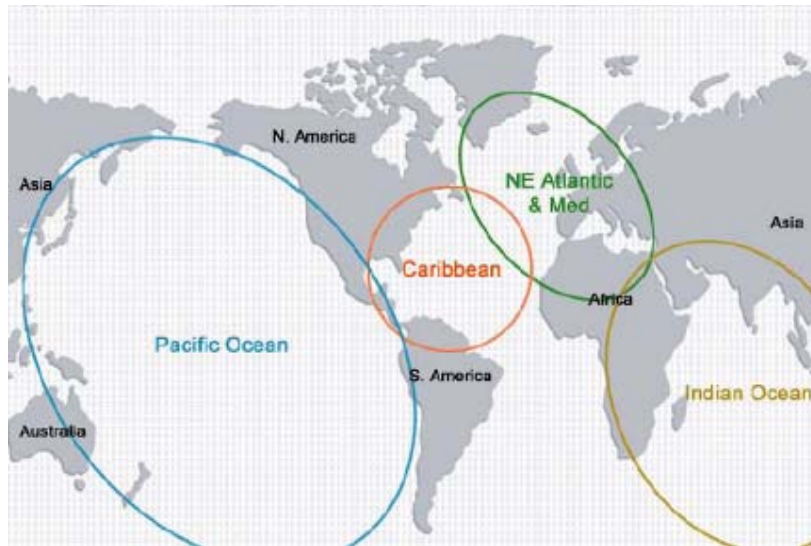 N. America
Asia
NE Atlantic
& Med
Asia
Caribbean
Africa
Pacific Ocean
S. America
Indian Ocean
Australia